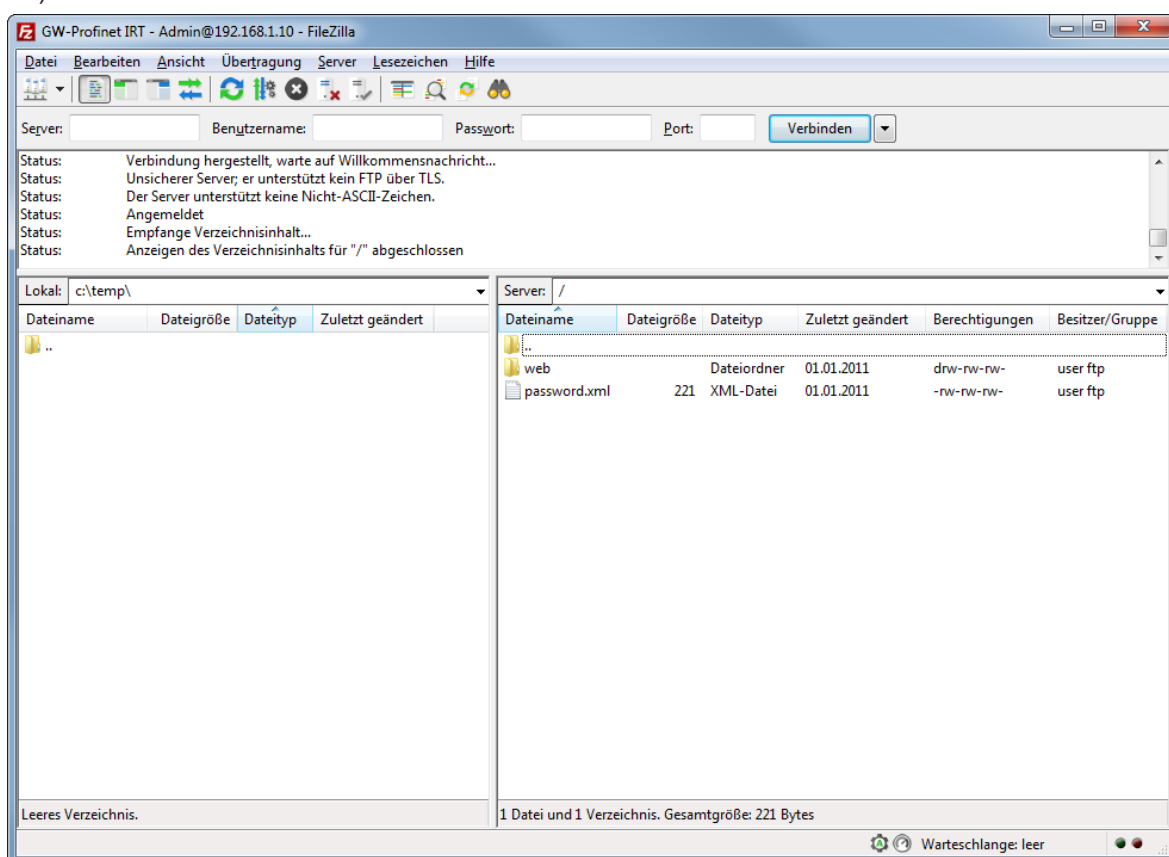 GW-Profinet IRT - Admin@192.168.1.10 - FileZilla
Datei Bearbeiten Ansicht Übertragung Server Lesezeichen Hilfe
Server: Benutzername: Passwort: Port: Verbinden
Status: Verbindung hergestellt, warte auf Willkommensnachricht...
Status: Unsicherer Server; er unterstützt kein FTP über TLS.
Status: Der Server unterstützt keine Nicht-ASCII-Zeichen.
Status: Angemeldet
Status: Empfange Verzeichnisinhalt...
Status: Anzeigen des Verzeichnisinhalts für "/" abgeschlossen
Lokal: c:\temp\
Dateiname Dateigröße Dateityp Zuletzt geändert
..
Leeres Verzeichnis.
Server: /
Dateiname Dateigröße Dateityp Zuletzt geändert Berechtigungen Besitzer/Gruppe
..
web Dateiordner 01.01.2011 drw-rw-rw- user ftp
password.xml 221 XML-Datei 01.01.2011 -rw-rw-rw- user ftp
1 Datei und 1 Verzeichnis. Gesamtgröße: 221 Bytes
Warteschlange: leer